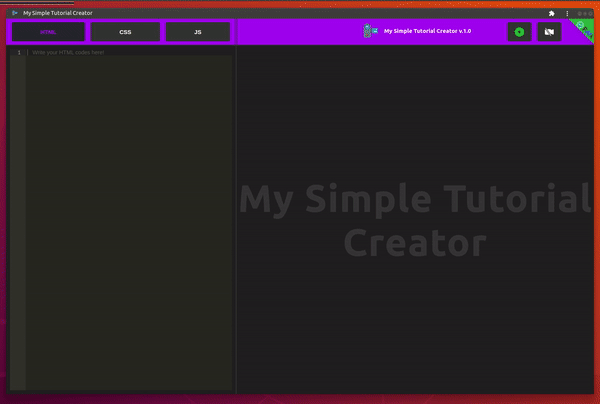 My Simple Tutorial Creator
HTML
CSS
JS
My Simple Tutorial Creator v.1.0
1
Write your HTML codes here!
My Simple Tutorial
Creator